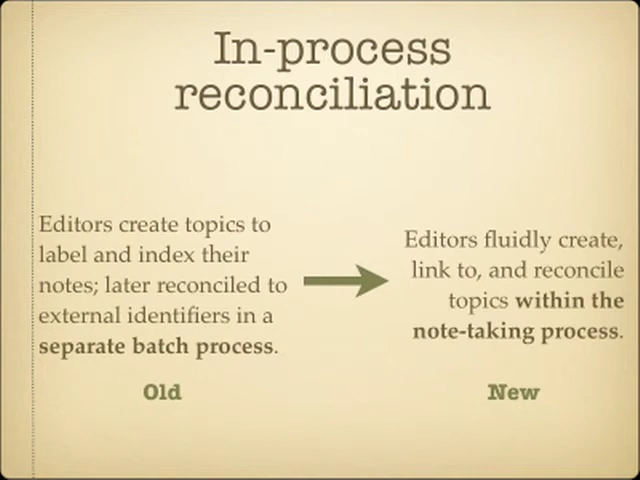 In-process
reconciliation
Editors create topics to
label and index their
notes; later reconciled to
external identifiers in a
separate batch process.
Old
Editors fluidly create,
link to, and reconcile
topics within the
note-taking process.
New